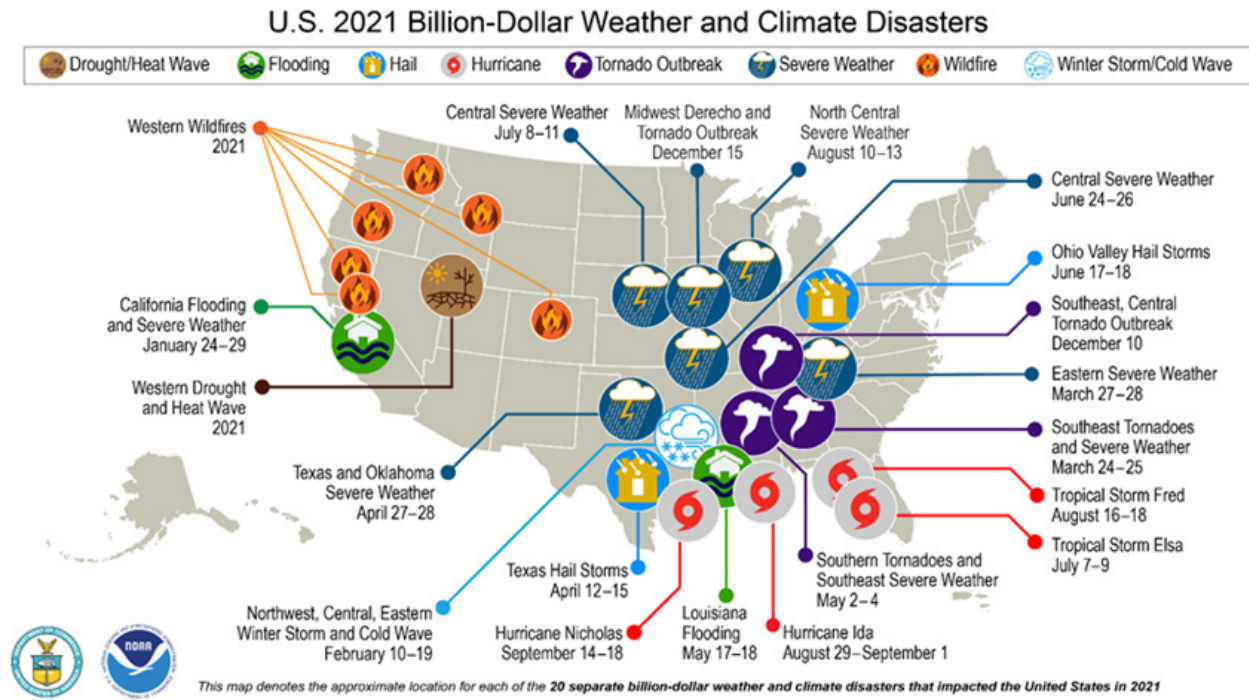 U.S. 2021 Billion-Dollar Weather and Climate Disasters
Drought/Heat Wave
Flooding
Hail
Hurricane
Tornado Outbreak
Severe Weather
Wildfire
Winter Storm/Cold Wave
Western Wildfires
2021
Central Severe Weather
July 8–11
Midwest Derecho and
Tornado Outbreak
December 15
North Central
Severe Weather
August 10–13
Central Severe Weather
June 24–26
Ohio Valley Hail Storms
June 17–18
Southeast, Central
Tornado Outbreak
December 10
Eastern Severe Weather
March 27–28
Southeast Tornadoes
and Severe Weather
March 24–25
Tropical Storm Fred
August 16–18
Tropical Storm Elsa
July 7–9
California Flooding
and Severe Weather
January 24–29
Western Drought
and Heat Wave
2021
Texas and Oklahoma
Severe Weather
April 27–28
Texas Hail Storms
April 12–15
Northwest, Central, Eastern
Winter Storm and Cold Wave
February 10–19
Hurricane Nicholas
September 14–18
Louisiana
Flooding
May 17–18
Hurricane Ida
August 29–September 1
Southern Tornadoes and
Southeast Severe Weather
May 2–4
NOAA
This map denotes the approximate location for each of the 20 separate billion-dollar weather and climate disasters that impacted the United States in 2021